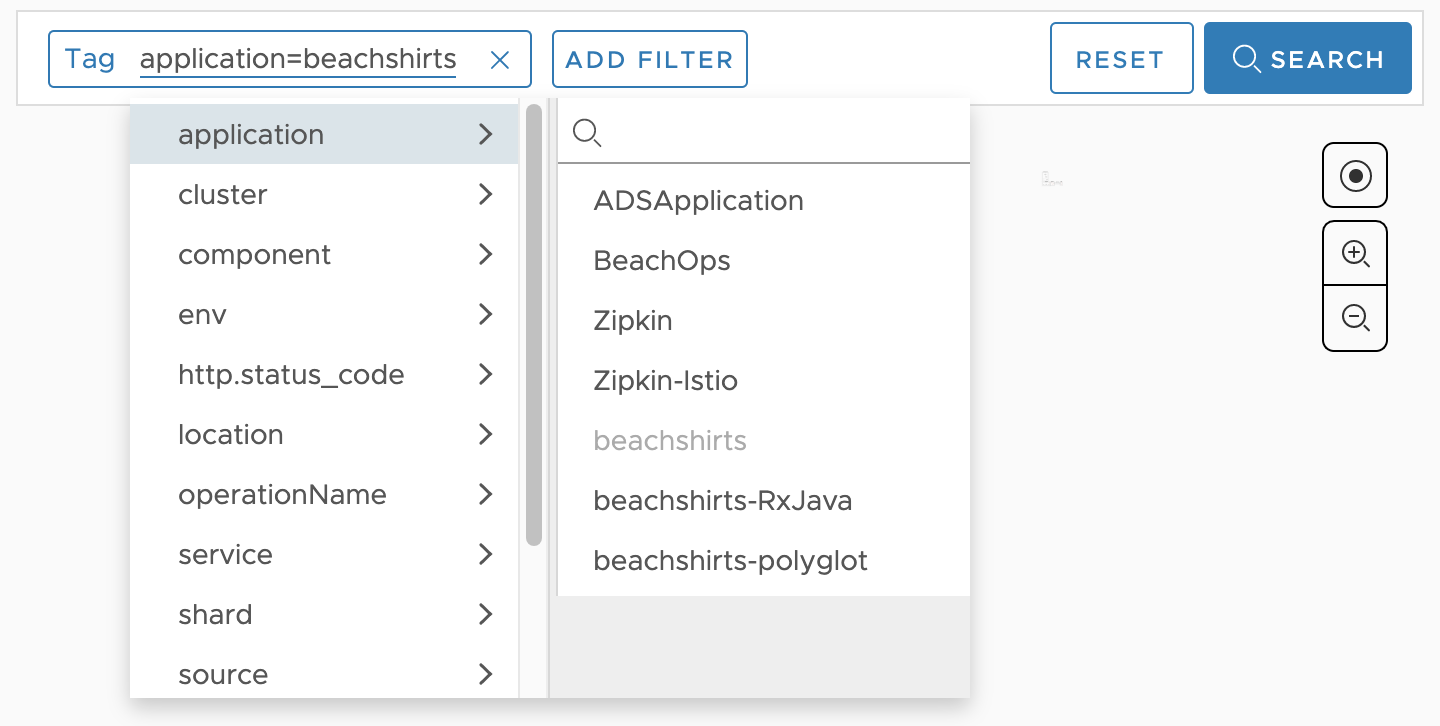 Tag application=beachshirts ADD FILTER RESET SEARCH
application
cluster
component
env
http.status_code
location
operationName
service
shard
source
ADSApplication
BeachOps
Zipkin
Zipkin-Istio
beachshirts
beachshirts-RxJava
beachshirts-polyglot